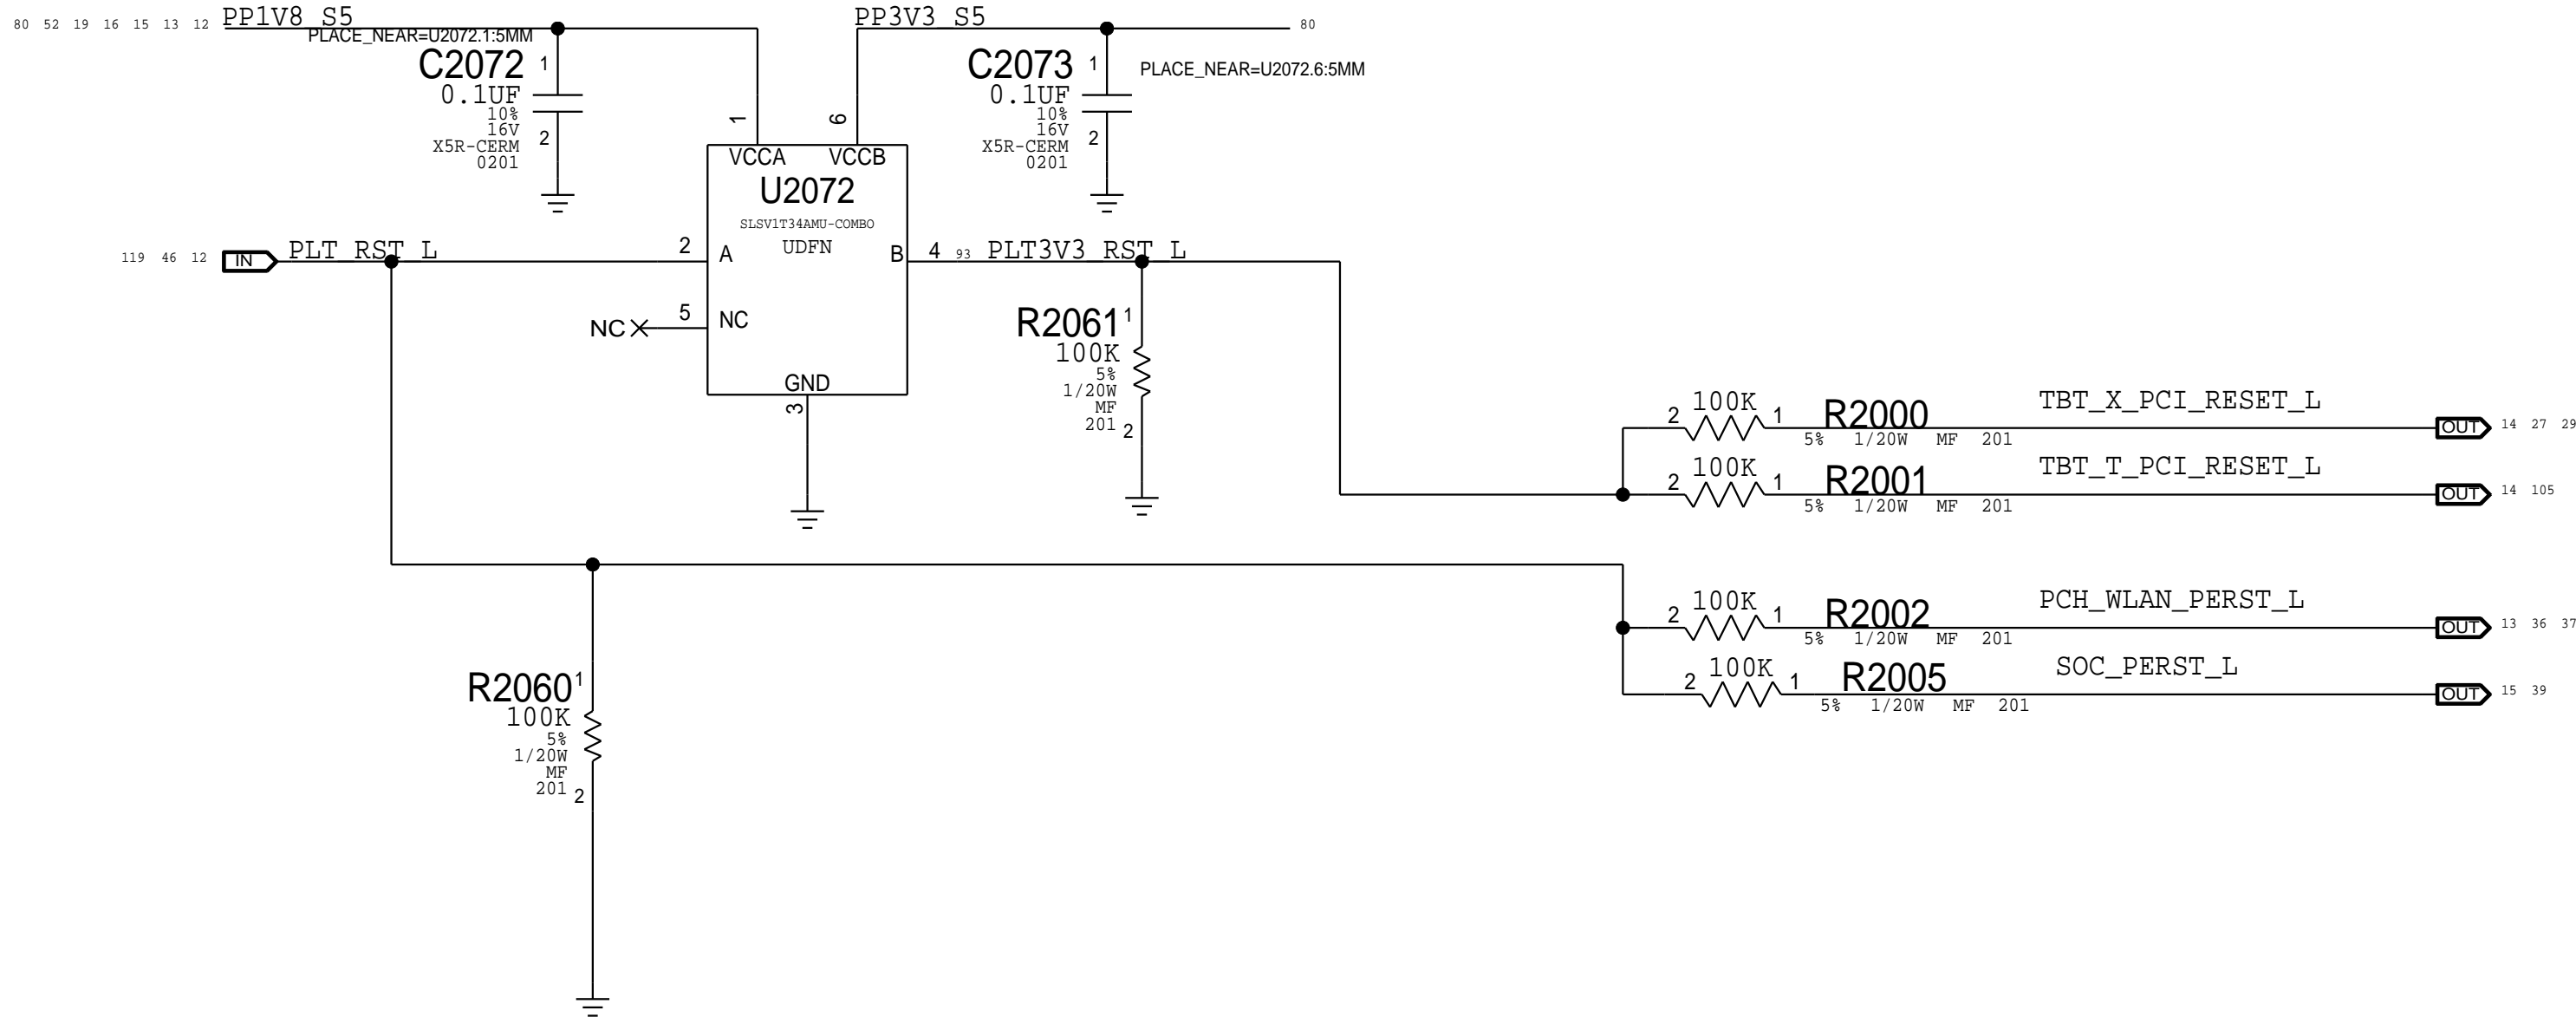 PP1V8_S5
80 52 19 16 15 13 12
PLACE_NEAR=U2072.1:5MM
C2072
1
0.1UF
10%
16V
2
X5R-CERM
0201
PP3V3_S5
80
C2073
1
PLACE_NEAR=U2072.6:5MM
0.1UF
10%
16V
2
X5R-CERM
0201
1
6
VCCA
VCCB
U2072
SLSV1T34AMU-COMBO
UDFN
119 46 12
IN
PLT_RST_L
2
A
B
4
93
PLT3V3_RST_L
NC
5
NC
GND
3
R2061
1
100K
5%
1/20W
MF
201
2
2
100K
1
R2000
5% 1/20W MF 201
TBT_X_PCI_RESET_L
OUT
14 27 29
2
100K
1
R2001
5% 1/20W MF 201
TBT_T_PCI_RESET_L
OUT
14 105
2
100K
1
R2002
5% 1/20W MF 201
PCH_WLAN_PERST_L
OUT
13 36 37
2
100K
1
R2005
5% 1/20W MF 201
SOC_PERST_L
OUT
15 39
R2060
1
100K
5%
1/20W
MF
201
2